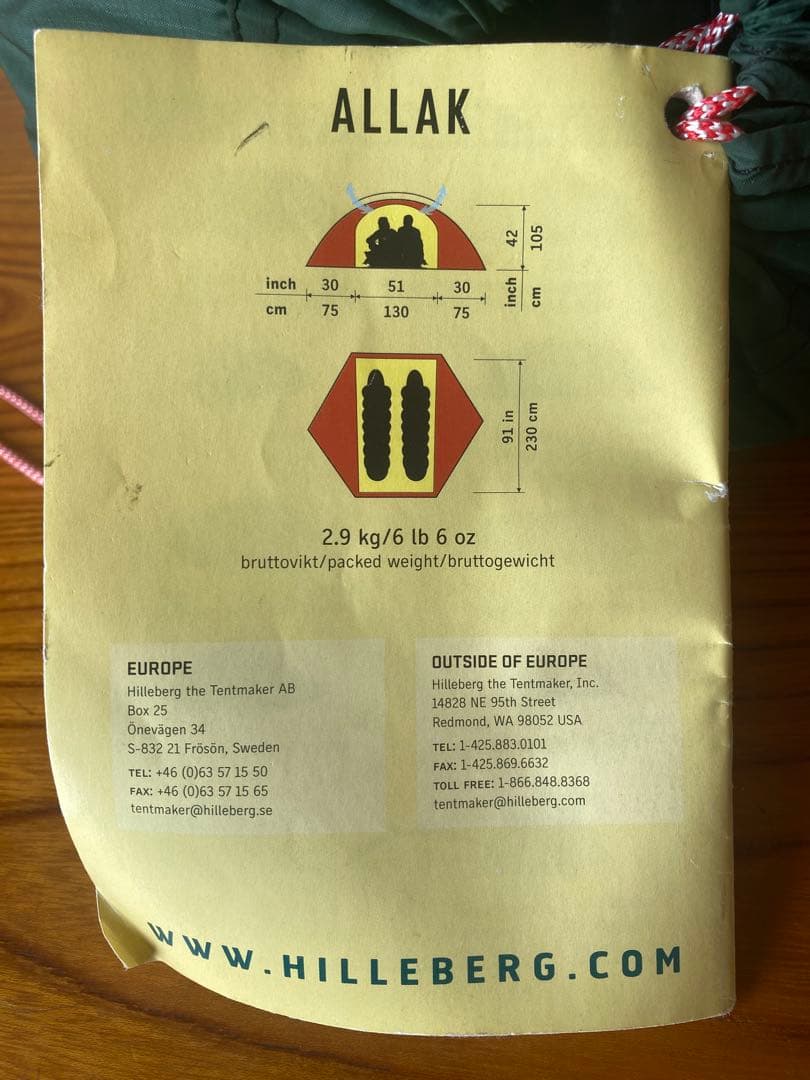 ALLAK
42
105
inch 30 51 30
cm 75 130 75
inch
cm
91 in
230 cm
2.9 kg/6 lb 6 oz
bruttovikt/packed weight/bruttogewicht
EUROPE
Hilleberg the Tentmaker AB
Box 25
Önevägen 34
S-832 21 Frösön, Sweden
TEL: +46 (0)63 57 15 50
FAX: +46 (0)63 57 15 65
tentmaker@hilleberg.se
OUTSIDE OF EUROPE
Hilleberg the Tentmaker, Inc.
14828 NE 95th Street
Redmond, WA 98052 USA
TEL: 1-425.883.0101
FAX: 1-425.869.6632
TOLL FREE: 1-866.848.8368
tentmaker@hilleberg.com
WWW.HILLEBERG.COM